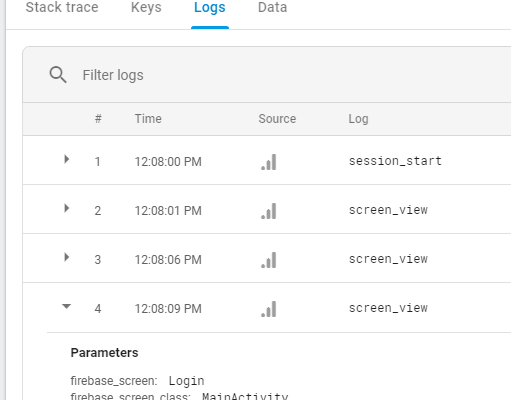 Stack trace Keys Logs Data
Filter logs
# Time Source Log
1 12:08:00 PM session_start
2 12:08:01 PM screen_view
3 12:08:06 PM screen_view
4 12:08:09 PM screen_view
Parameters
firebase_screen: Login
firebase_screen_class: MainActivity